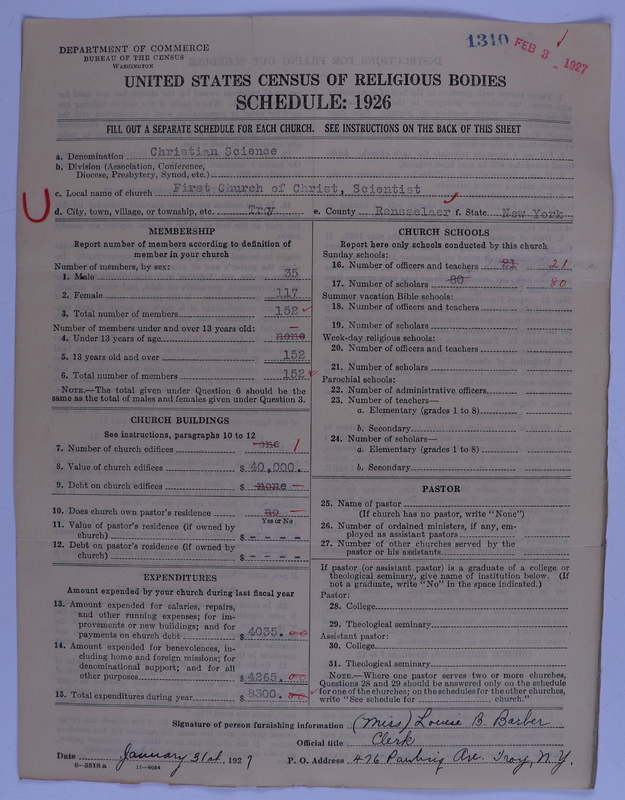 1340 FEB 3 - 1927
DEPARTMENT OF COMMERCE
BUREAU OF THE CENSUS
WASHINGTON
UNITED STATES CENSUS OF RELIGIOUS BODIES
SCHEDULE: 1926
FILL OUT A SEPARATE SCHEDULE FOR EACH CHURCH. SEE INSTRUCTIONS ON THE BACK OF THIS SHEET
a. Denomination Christian Science
b. Division (Association, Conference,
Diocese, Presbytery, Synod, etc.)
c. Local name of church First Church of Christ, Scientist
d. City, town, village, or township, etc. Troy e. County Rensselaer f. State New York
MEMBERSHIP
Report number of members according to definition of
member in your church
Number of members, by sex:
1. Male 35
2. Female 117
3. Total number of members 152
Number of members under and over 13 years old:
4. Under 13 years of age none
5. 13 years old and over 152
6. Total number of members 152
NOTE.—The total given under Question 6 should be the
same as the total of males and females given under Question 3.
CHURCH BUILDINGS
See instructions, paragraphs 10 to 12
7. Number of church edifices one 1
8. Value of church edifices $ 40,000.
9. Debt on church edifices $ none
10. Does church own pastor's residence no
Yes or No
11. Value of pastor's residence (if owned by
church) $ - - - -
12. Debt on pastor's residence (if owned by
church) $ - - - -
EXPENDITURES
Amount expended by your church during last fiscal year
13. Amount expended for salaries, repairs,
and other running expenses; for im-
provements or new buildings; and for
payments on church debt $ 4035. 00
14. Amount expended for benevolences, in-
cluding home and foreign missions; for
denominational support; and for all
other purposes $ 4265. 00
15. Total expenditures during year $ 8300. 00
CHURCH SCHOOLS
Report here only schools conducted by this church
Sunday schools:
16. Number of officers and teachers 21
17. Number of scholars 80 80
Summer vacation Bible schools:
18. Number of officers and teachers
19. Number of scholars
Week-day religious schools:
20. Number of officers and teachers
21. Number of scholars
Parochial schools:
22. Number of administrative officers
23. Number of teachers—
a. Elementary (grades 1 to 8)
b. Secondary
24. Number of scholars—
a. Elementary (grades 1 to 8)
b. Secondary
PASTOR
25. Name of pastor
(If church has no pastor, write "None")
26. Number of ordained ministers, if any, em-
ployed as assistant pastors
27. Number of other churches served by the
pastor or his assistants
If pastor (or assistant pastor) is a graduate of a college or
theological seminary, give name of institution below. (If
not a graduate, write "No" in the space indicated.)
Pastor:
28. College
29. Theological seminary
Assistant pastor:
30. College
31. Theological seminary
NOTE.—Where one pastor serves two or more churches,
Questions 28 and 29 should be answered only on the schedule
for one of the churches; on the schedules for the other churches,
write "See schedule for church."
Signature of person furnishing information (Miss) Louise B. Barber
Official title Clerk
Date January 31st, 1927 P. O. Address 476 Pawling Ave. Troy, N.Y.
8—5518a 11—9064